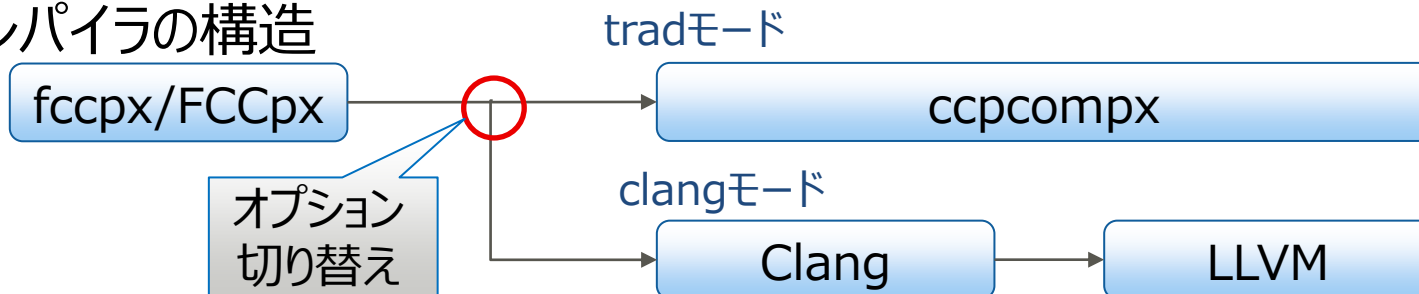 パイラの構造
tradモード
fccpx/FCCpx
ccpcompx
clangモード
オプション
切り替え
Clang
LLVM